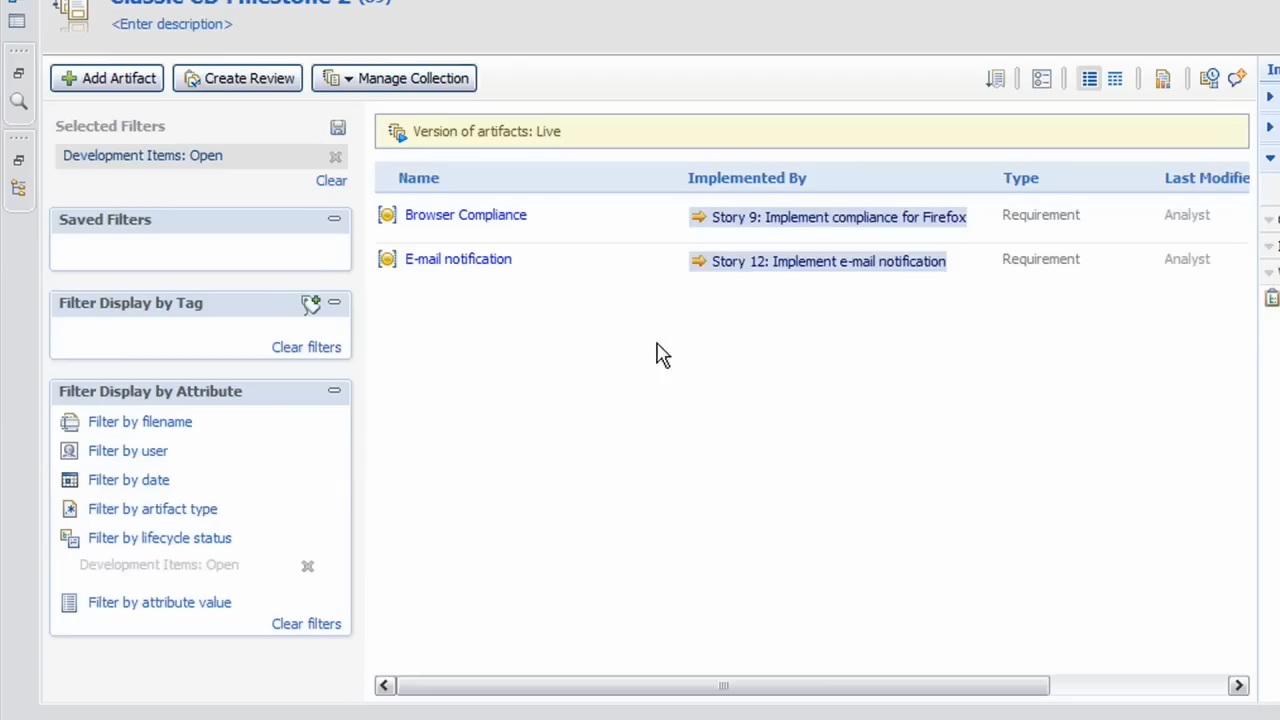 Classic CD Milestone 2
<Enter description>
Add Artifact
Create Review
Manage Collection
Selected Filters
Development Items: Open
Clear
Saved Filters
Filter Display by Tag
Clear filters
Filter Display by Attribute
Filter by filename
Filter by user
Filter by date
Filter by artifact type
Filter by lifecycle status
Development Items: Open
Filter by attribute value
Clear filters
Version of artifacts: Live
Name Implemented By Type Last Modifie
Browser Compliance Story 9: Implement compliance for Firefox Requirement Analyst
E-mail notification Story 12: Implement e-mail notification Requirement Analyst